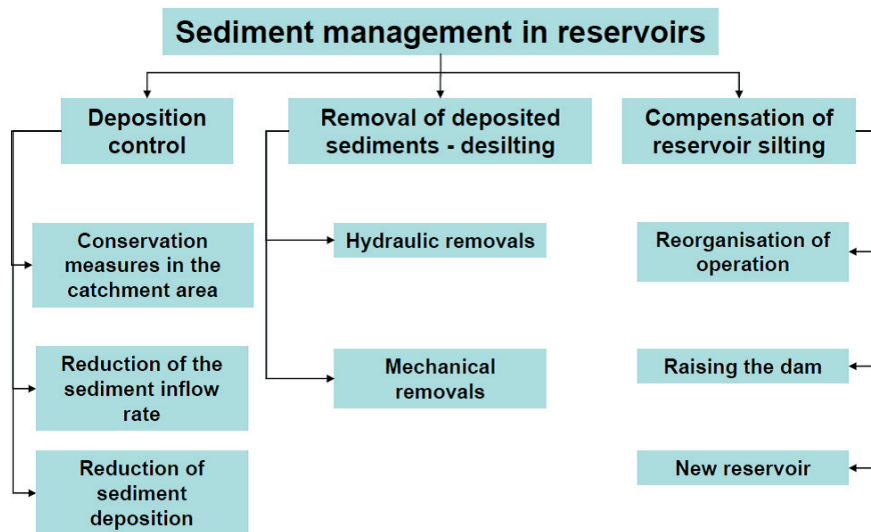 Sediment management in reservoirs
Deposition
control
Removal of deposited
sediments - desilting
Compensation of
reservoir silting
Conservation
measures in the
catchment area
Hydraulic removals
Reorganisation of
operation
Reduction of the
sediment inflow
rate
Mechanical
removals
Raising the dam
Reduction of
sediment
deposition
New reservoir